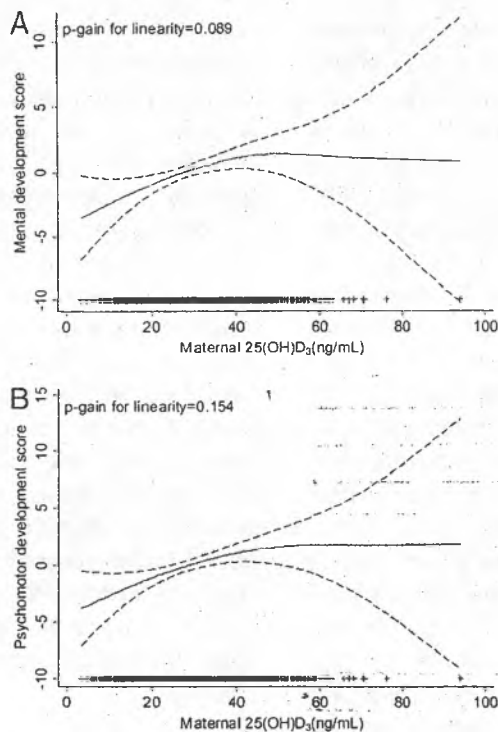 A
p-gain for linearity=0.089
Mental development score
10
5
0
-5
-10
0 20 40 60 80 100
Maternal 25(OH)D₃(ng/mL)
B
p-gain for linearity=0.154
Psychomotor development score
15
10
5
0
-5
-10
0 20 40 60 80 100
Maternal 25(OH)D₃(ng/mL)